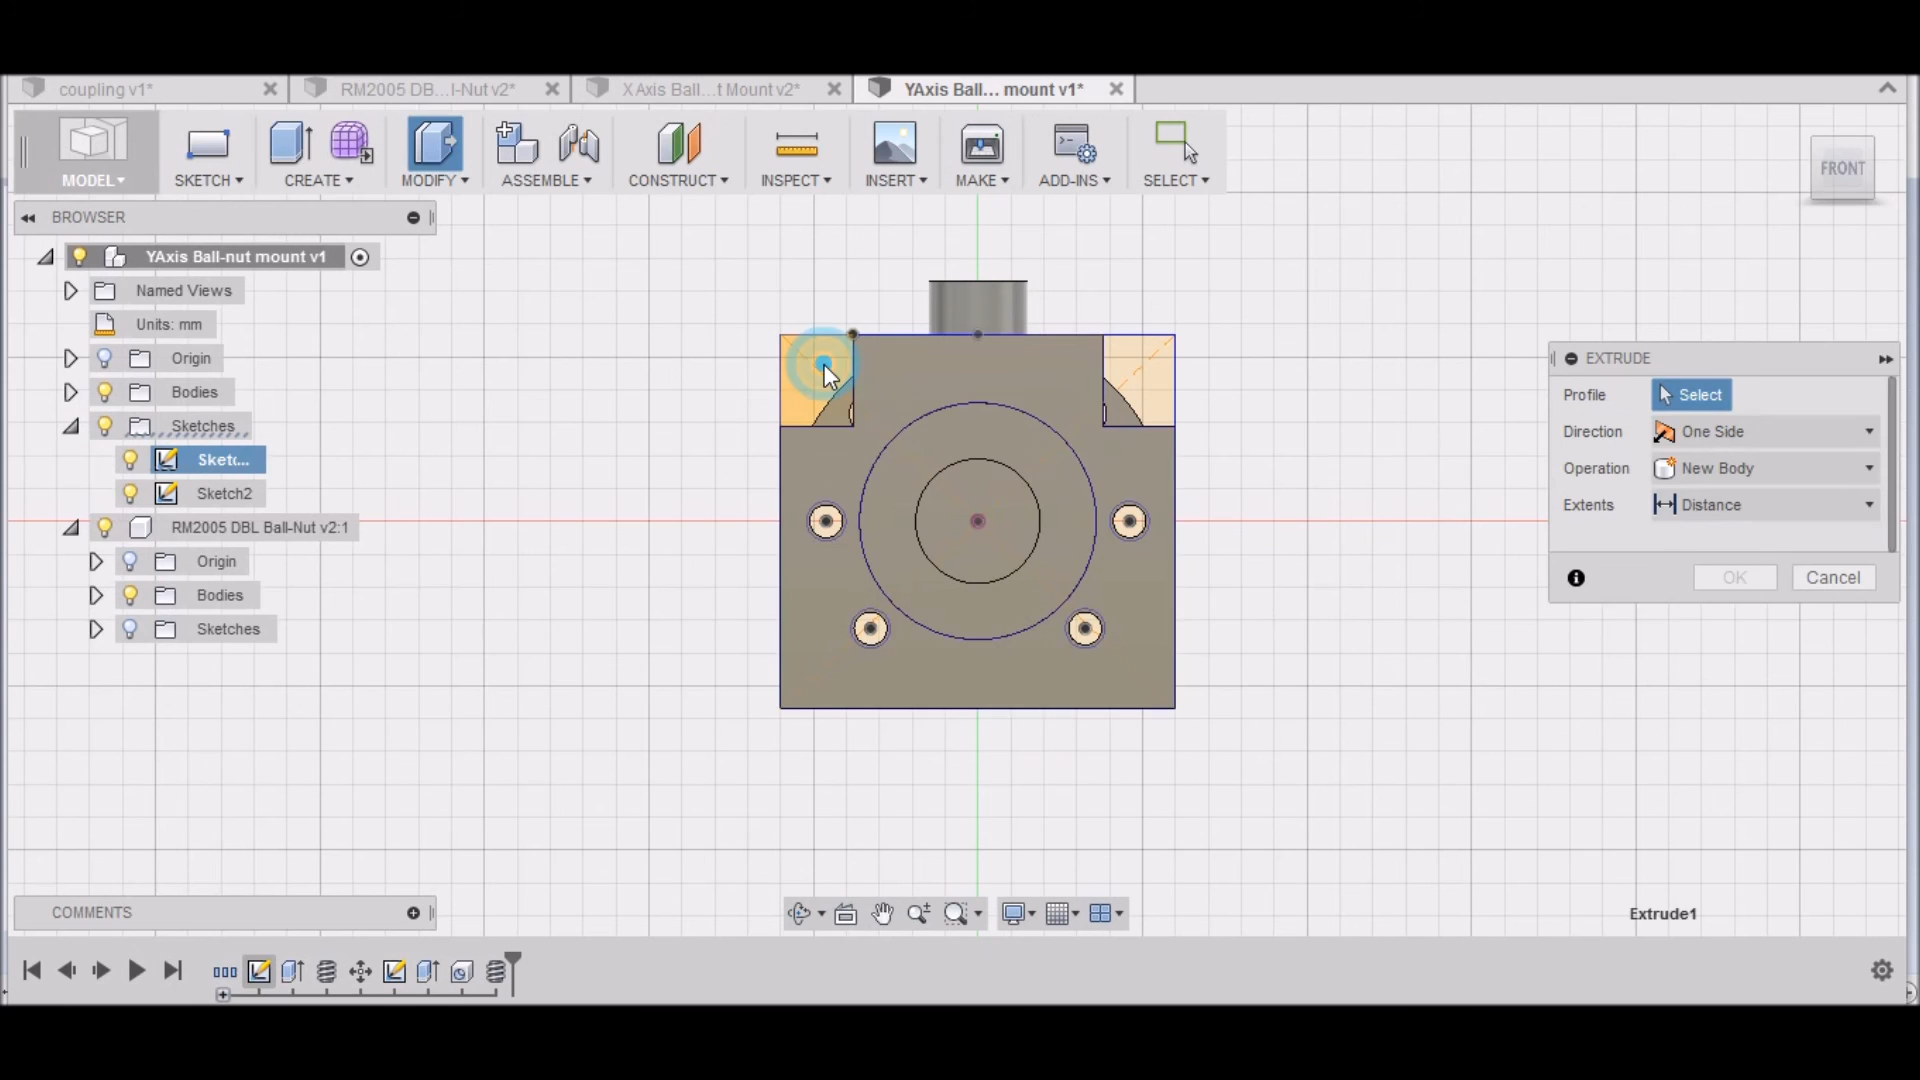 coupling v1*
RM2005 DB...l-Nut v2*
XAxis Ball...t Mount v2*
YAxis Ball... mount v1*
MODEL
SKETCH
CREATE
MODIFY
ASSEMBLE
CONSTRUCT
INSPECT
INSERT
MAKE
ADD-INS
SELECT
FRONT
BROWSER
YAxis Ball-nut mount v1
Named Views
Units: mm
Origin
Bodies
Sketches
Sketc...
Sketch2
RM2005 DBL Ball-Nut v2:1
Origin
Bodies
Sketches
EXTRUDE
Profile Select
Direction One Side
Operation New Body
Extents Distance
OK Cancel
COMMENTS
Extrude1